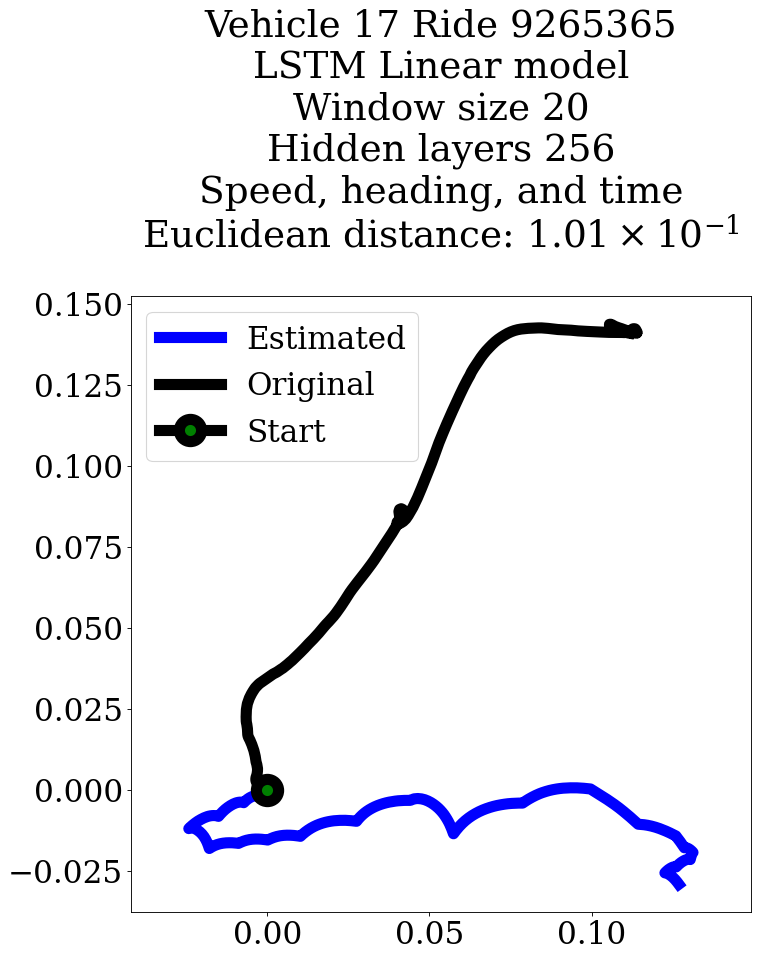 Vehicle 17 Ride 9265365
LSTM Linear model
Window size 20
Hidden layers 256
Speed, heading, and time
Euclidean distance: 1.01 × 10⁻¹
0.150
0.125
0.100
0.075
0.050
0.025
0.000
−0.025
Estimated
Original
Start
0.00 0.05 0.10